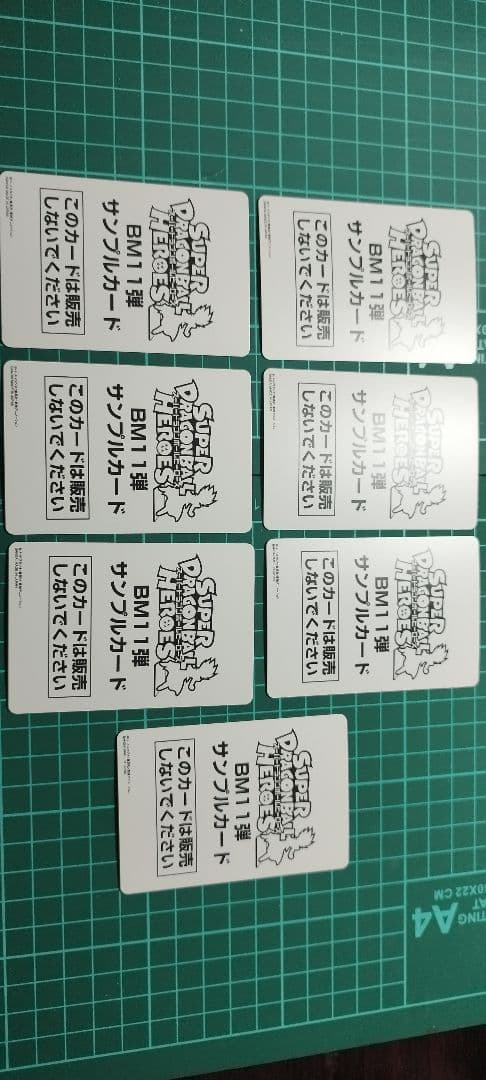 SUPER
DRAGONBALL
HEROES
BM11弾
サンプルカード
このカードは販売
しないでください
SUPER
DRAGONBALL
HEROES
BM11弾
サンプルカード
このカードは販売
しないでください
SUPER
DRAGONBALL
HEROES
BM11弾
サンプルカード
このカードは販売
しないでください
SUPER
DRAGONBALL
HEROES
BM11弾
サンプルカード
このカードは販売
しないでください
SUPER
DRAGONBALL
HEROES
BM11弾
サンプルカード
このカードは販売
しないでください
SUPER
DRAGONBALL
HEROES
BM11弾
サンプルカード
このカードは販売
しないでください
SUPER
DRAGONBALL
HEROES
BM11弾
サンプルカード
このカードは販売
しないでください
TING A4
AT
0X22 CM